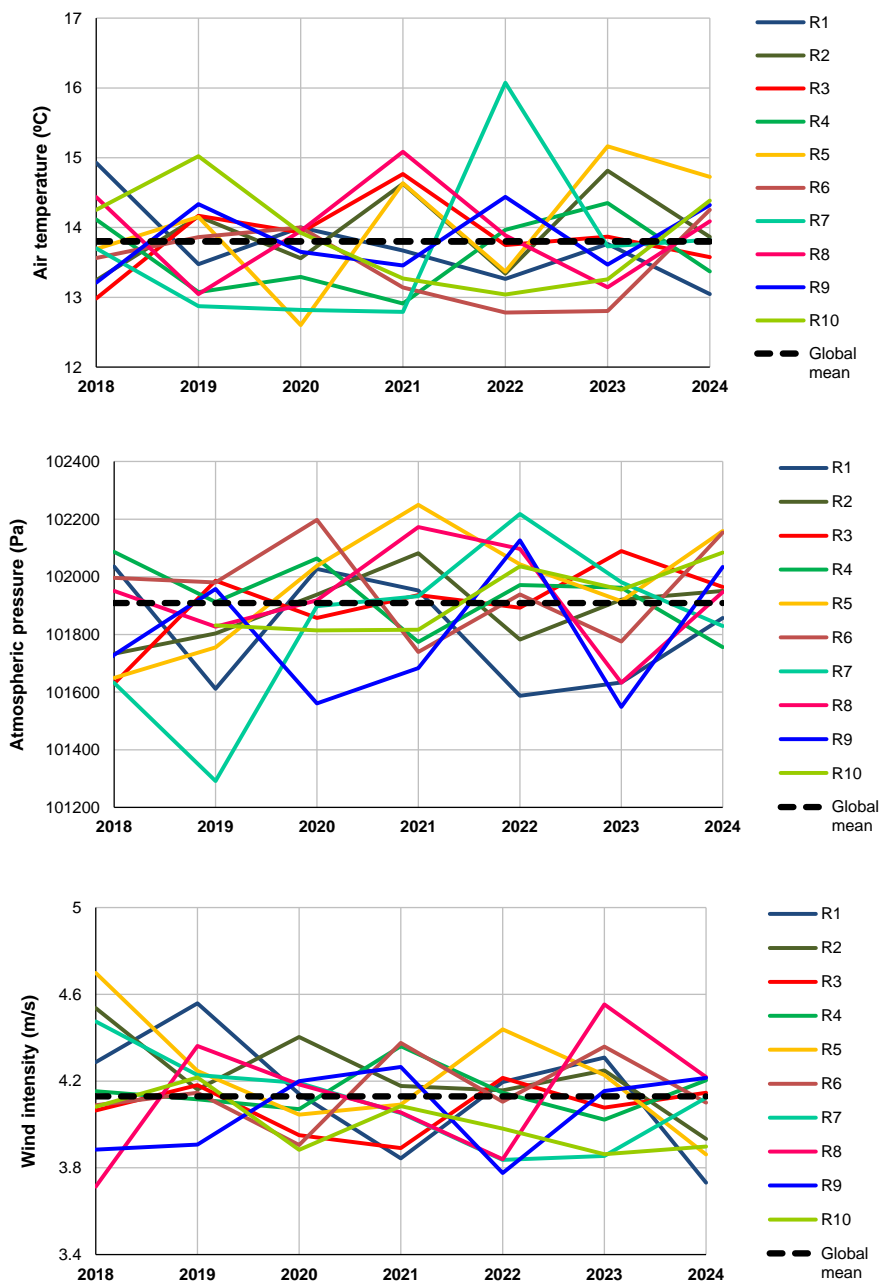 Air temperature (ºC)
17
16
15
14
13
12
2018 2019 2020 2021 2022 2023 2024
R1
R2
R3
R4
R5
R6
R7
R8
R9
R10
Global
mean
Atmospheric pressure (Pa)
102400
102200
102000
101800
101600
101400
101200
2018 2019 2020 2021 2022 2023 2024
R1
R2
R3
R4
R5
R6
R7
R8
R9
R10
Global
mean
Wind intensity (m/s)
5
4.6
4.2
3.8
3.4
2018 2019 2020 2021 2022 2023 2024
R1
R2
R3
R4
R5
R6
R7
R8
R9
R10
Global
mean